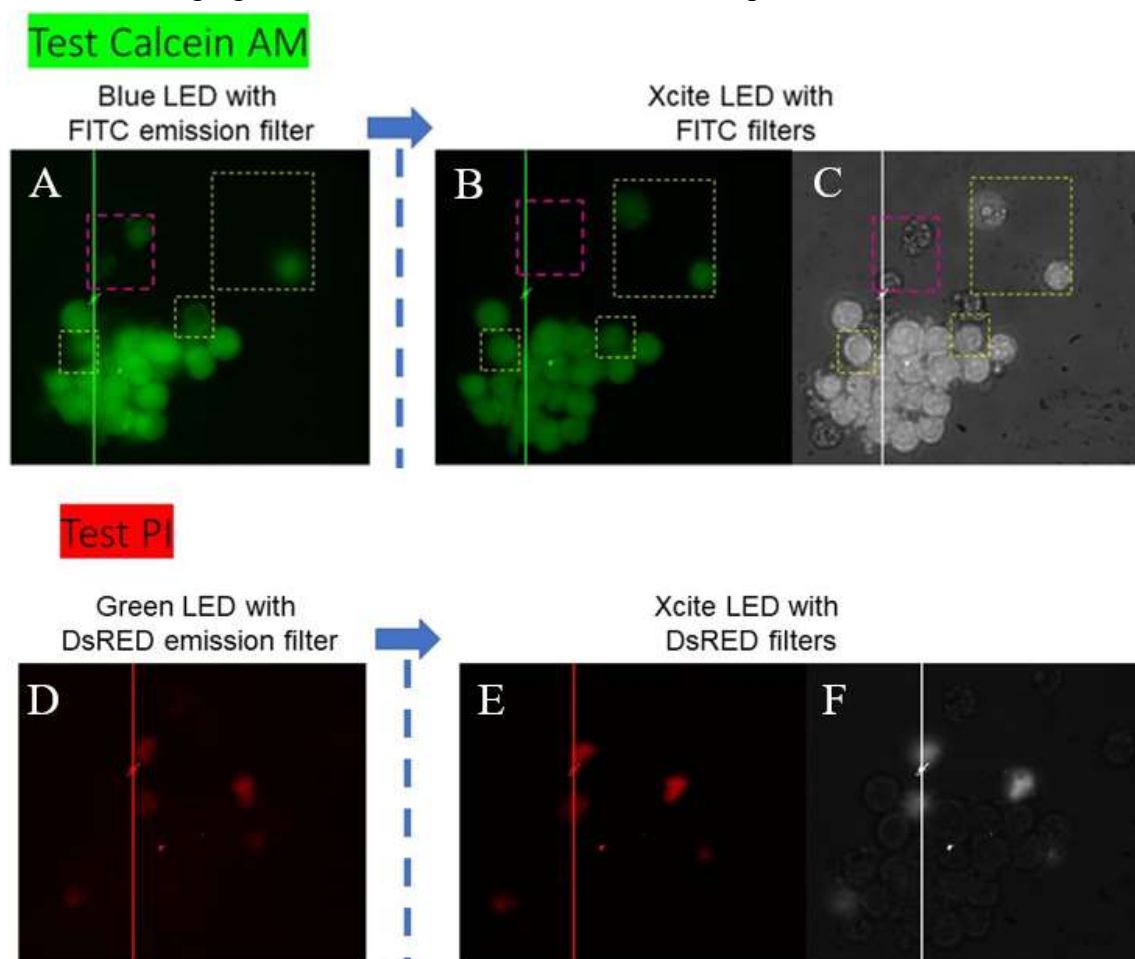 Test Calcein AM
Blue LED with
FITC emission filter
Xcite LED with
FITC filters
A
B
C
Test PI
Green LED with
DsRED emission filter
Xcite LED with
DsRED filters
D
E
F